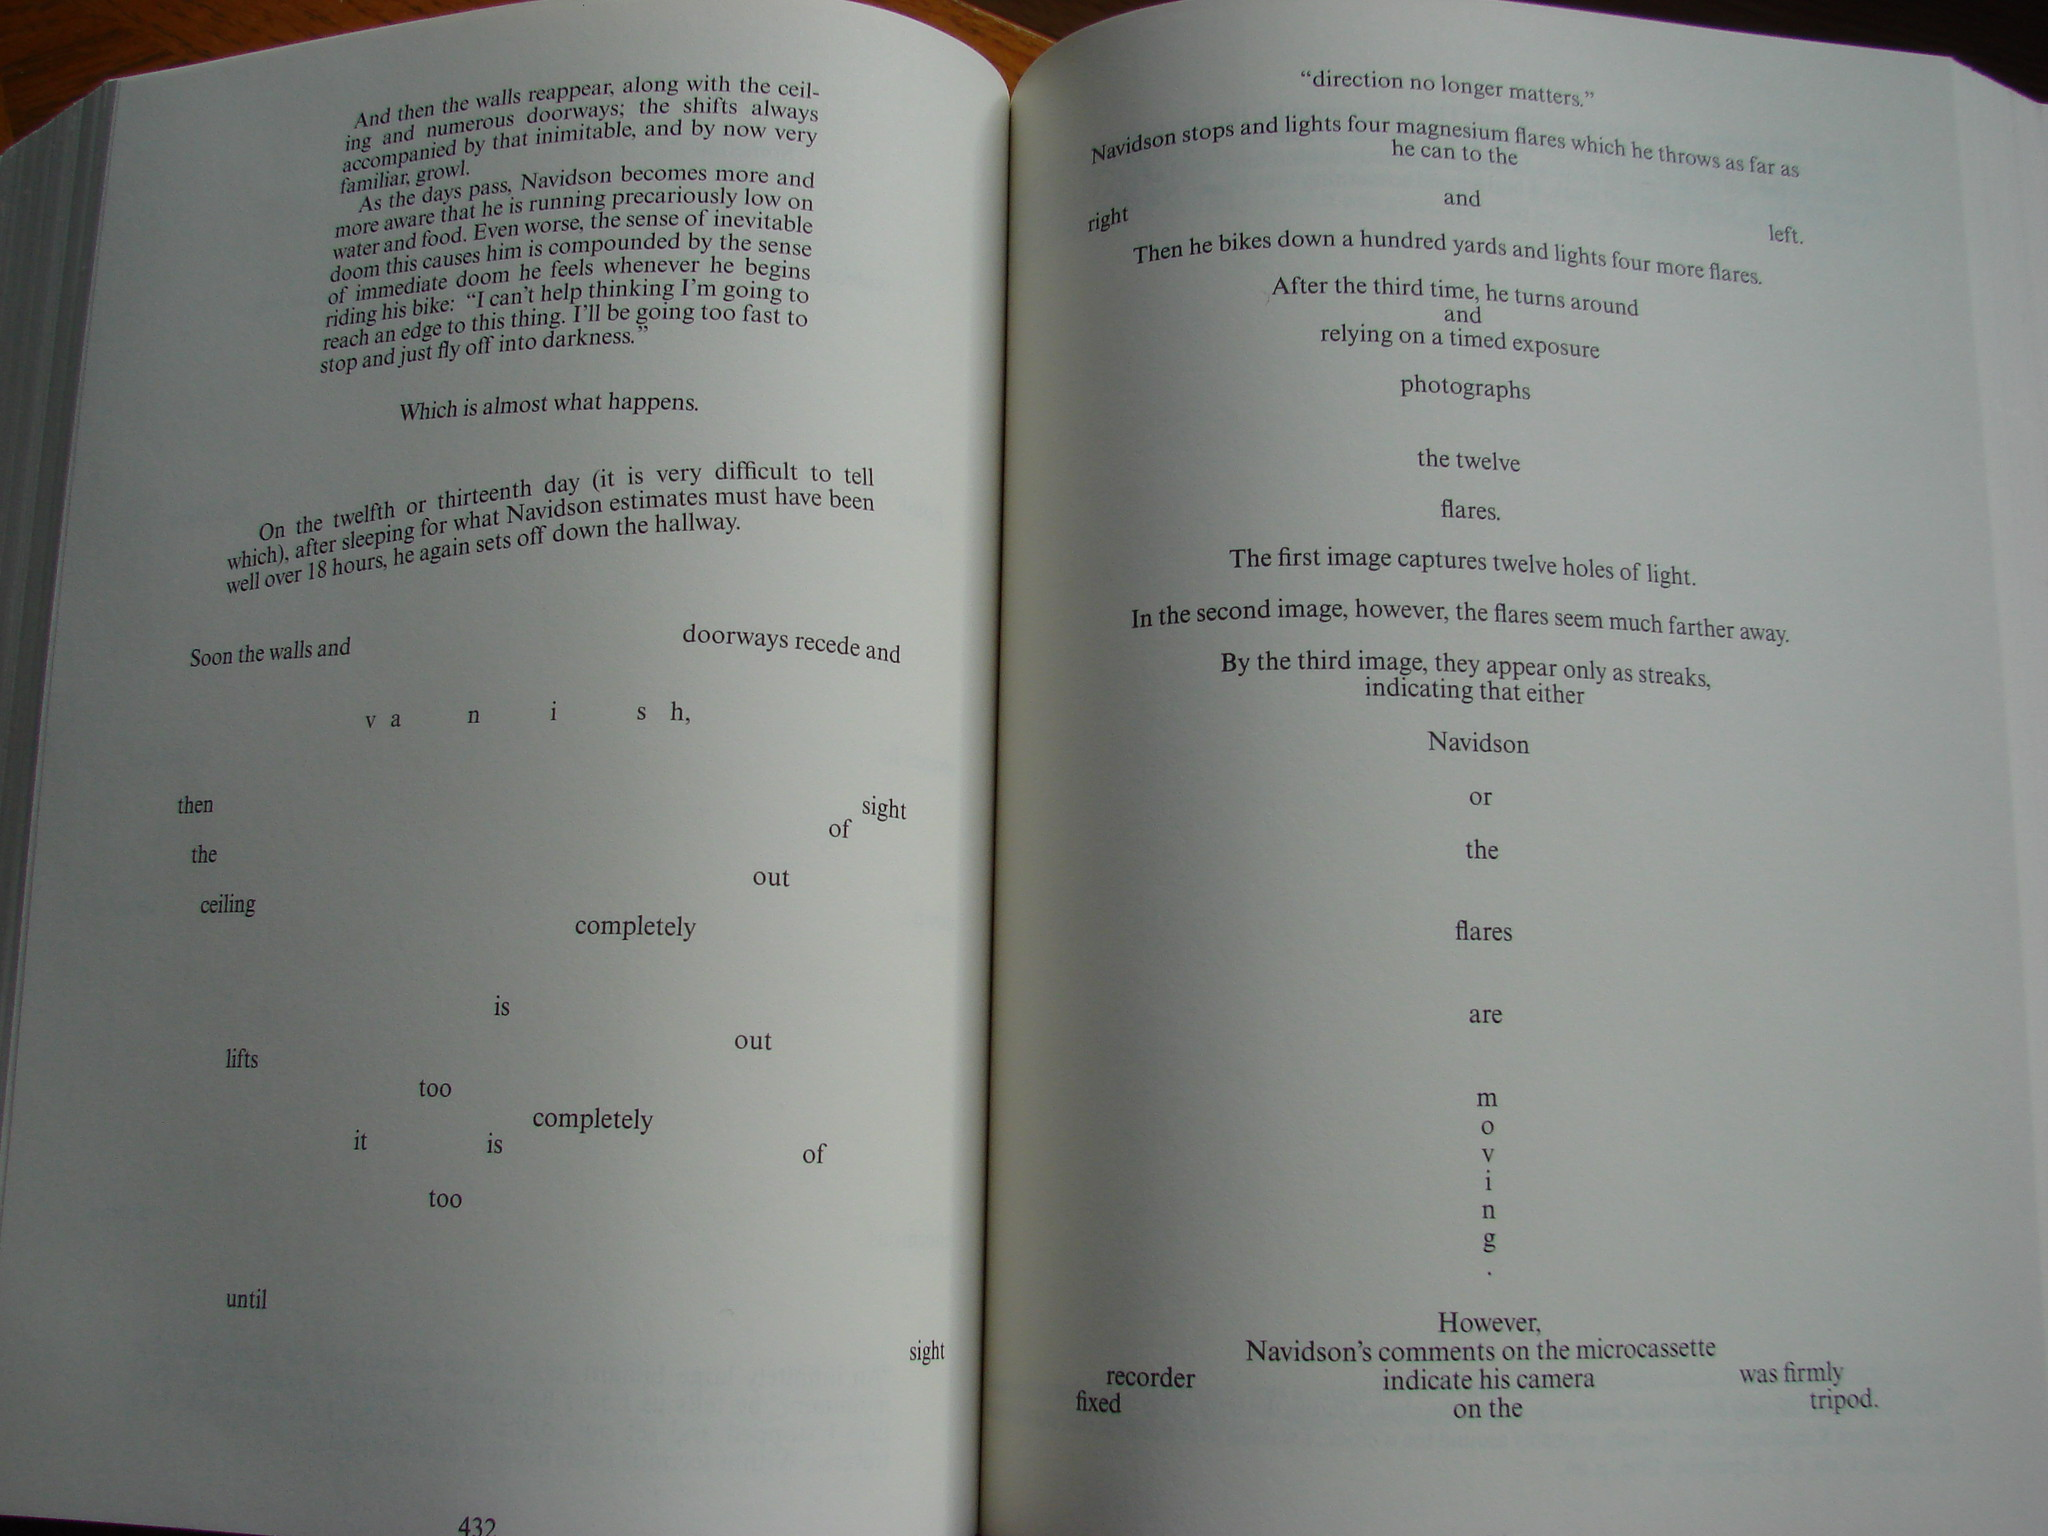 And then the walls reappear, along with the ceil-
ing and numerous doorways; the shifts always
accompanied by that inimitable, and by now very
familiar, growl.
As the days pass, Navidson becomes more and
more aware that he is running precariously low on
water and food. Even worse, the sense of inevitable
doom this causes him is compounded by the sense
of immediate doom he feels whenever he begins
riding his bike: “I can’t help thinking I’m going to
reach an edge to this thing. I’ll be going too fast to
stop and just fly off into darkness.”
Which is almost what happens.
On the twelfth or thirteenth day (it is very difficult to tell
which), after sleeping for what Navidson estimates must have been
well over 18 hours, he again sets off down the hallway.
Soon the walls and doorways recede and
v a n i s h,
then sight
of
the
out
ceiling
completely
is
out
lifts
too
completely
it is of
too
until
sight
432
“direction no longer matters.”
Navidson stops and lights four magnesium flares which he throws as far as
he can to the
and
right left.
Then he bikes down a hundred yards and lights four more flares.
After the third time, he turns around
and
relying on a timed exposure
photographs
the twelve
flares.
The first image captures twelve holes of light.
In the second image, however, the flares seem much farther away.
By the third image, they appear only as streaks,
indicating that either
Navidson
or
the
flares
are
m
o
v
i
n
g
.
However,
Navidson’s comments on the microcassette
recorder indicate his camera was firmly
fixed on the tripod.